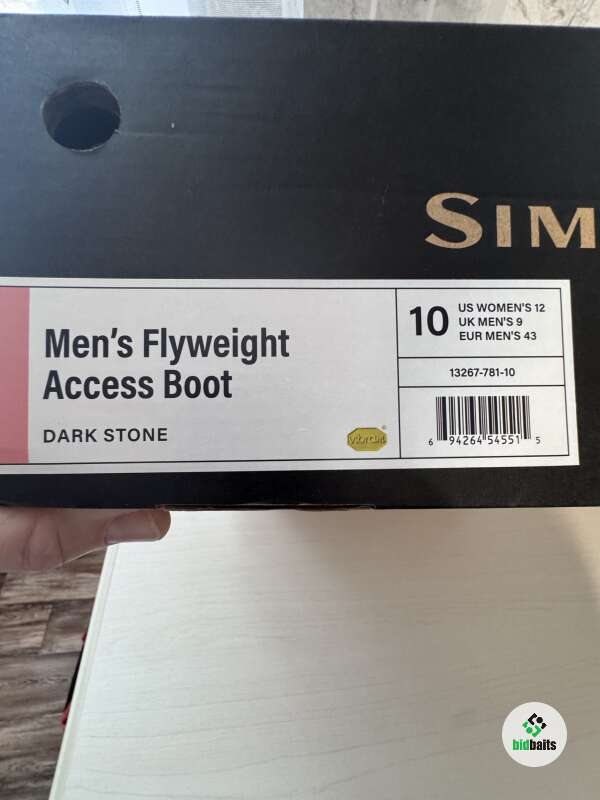 SIM
Men's Flyweight
Access Boot
DARK STONE
vibram
10
US WOMEN'S 12
UK MEN'S 9
EUR MEN'S 43
13267-781-10
6 94264 54551 5
bidbaits